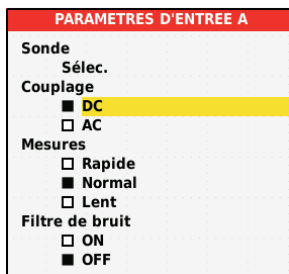 PARAMETRES D'ENTREE A
Sonde
Sélec.
Couplage
■ DC
□ AC
Mesures
□ Rapide
■ Normal
□ Lent
Filtre de bruit
□ ON
■ OFF